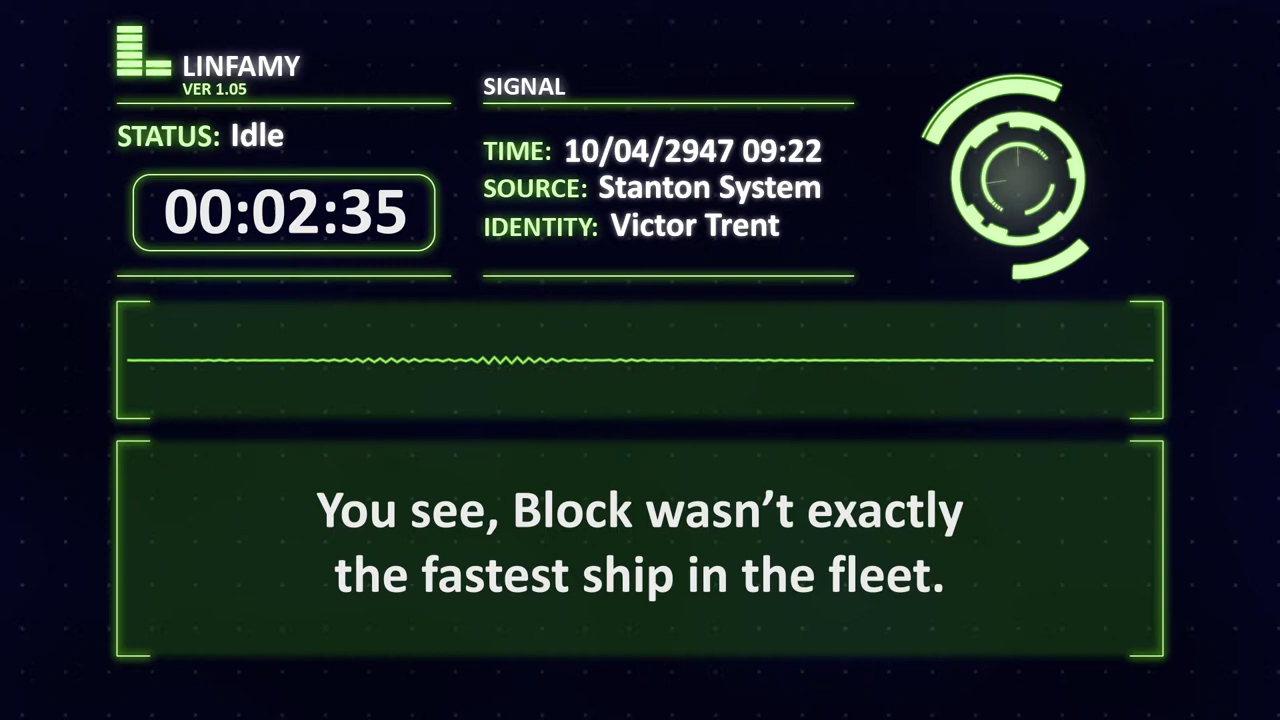 LINFAMY
VER 1.05
STATUS: Idle
00:02:35
SIGNAL
TIME: 10/04/2947 09:22
SOURCE: Stanton System
IDENTITY: Victor Trent
You see, Block wasn’t exactly
the fastest ship in the fleet.